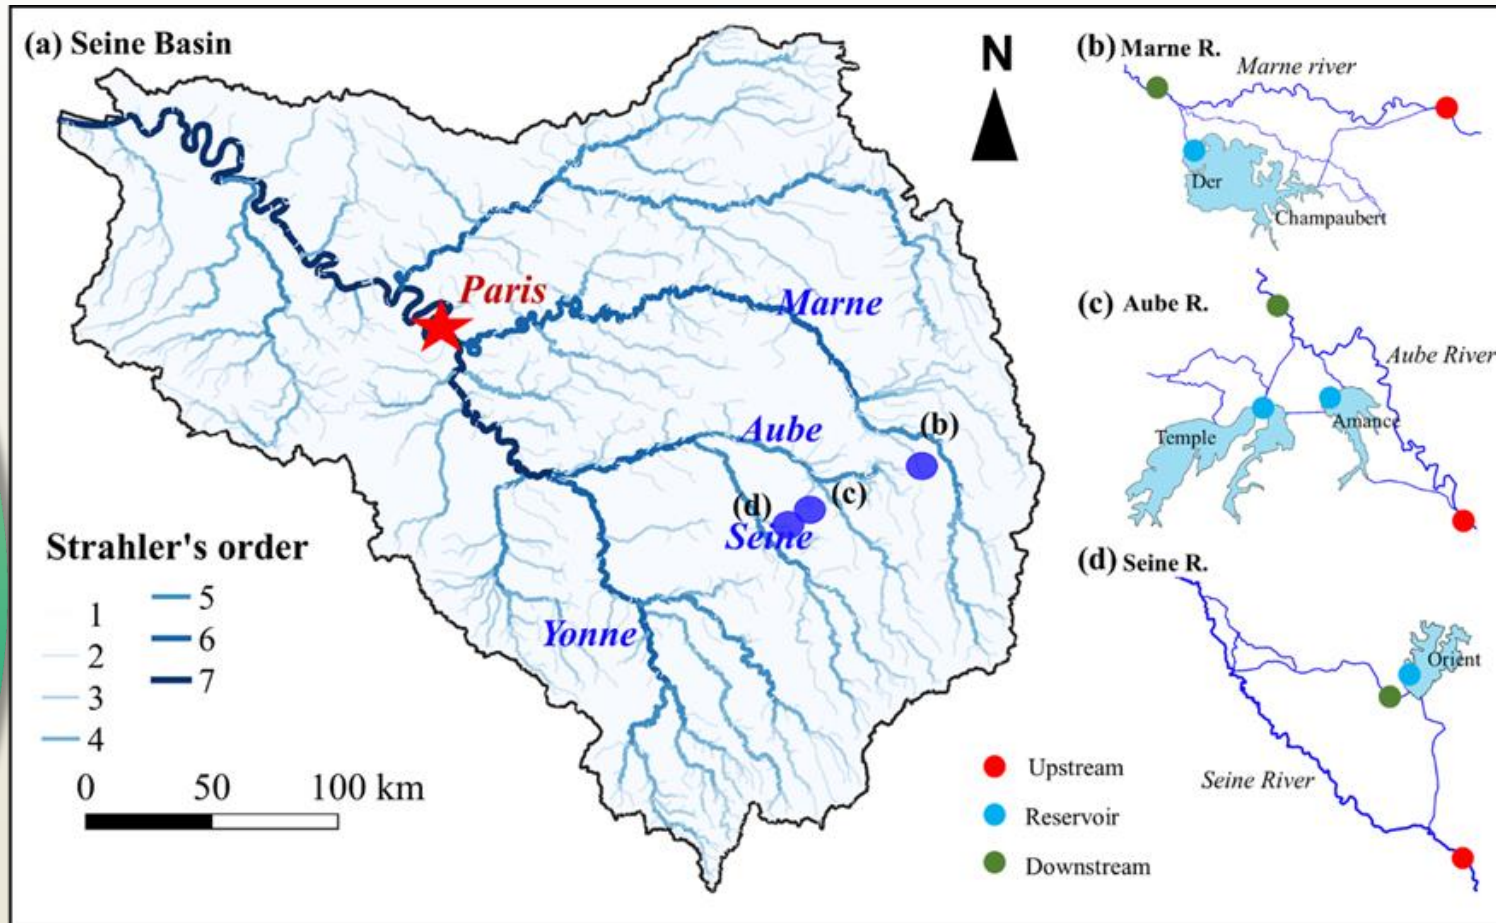 (a) Seine Basin
N
Paris
Marne
Aube
(b)
(c)
(d)
Seine
Yonne
Strahler's order
1
2
3
4
5
6
7
0 50 100 km
(b) Marne R.
Marne river
Der
Champaubert
(c) Aube R.
Aube River
Temple
Amance
(d) Seine R.
Orient
Seine River
Upstream
Reservoir
Downstream